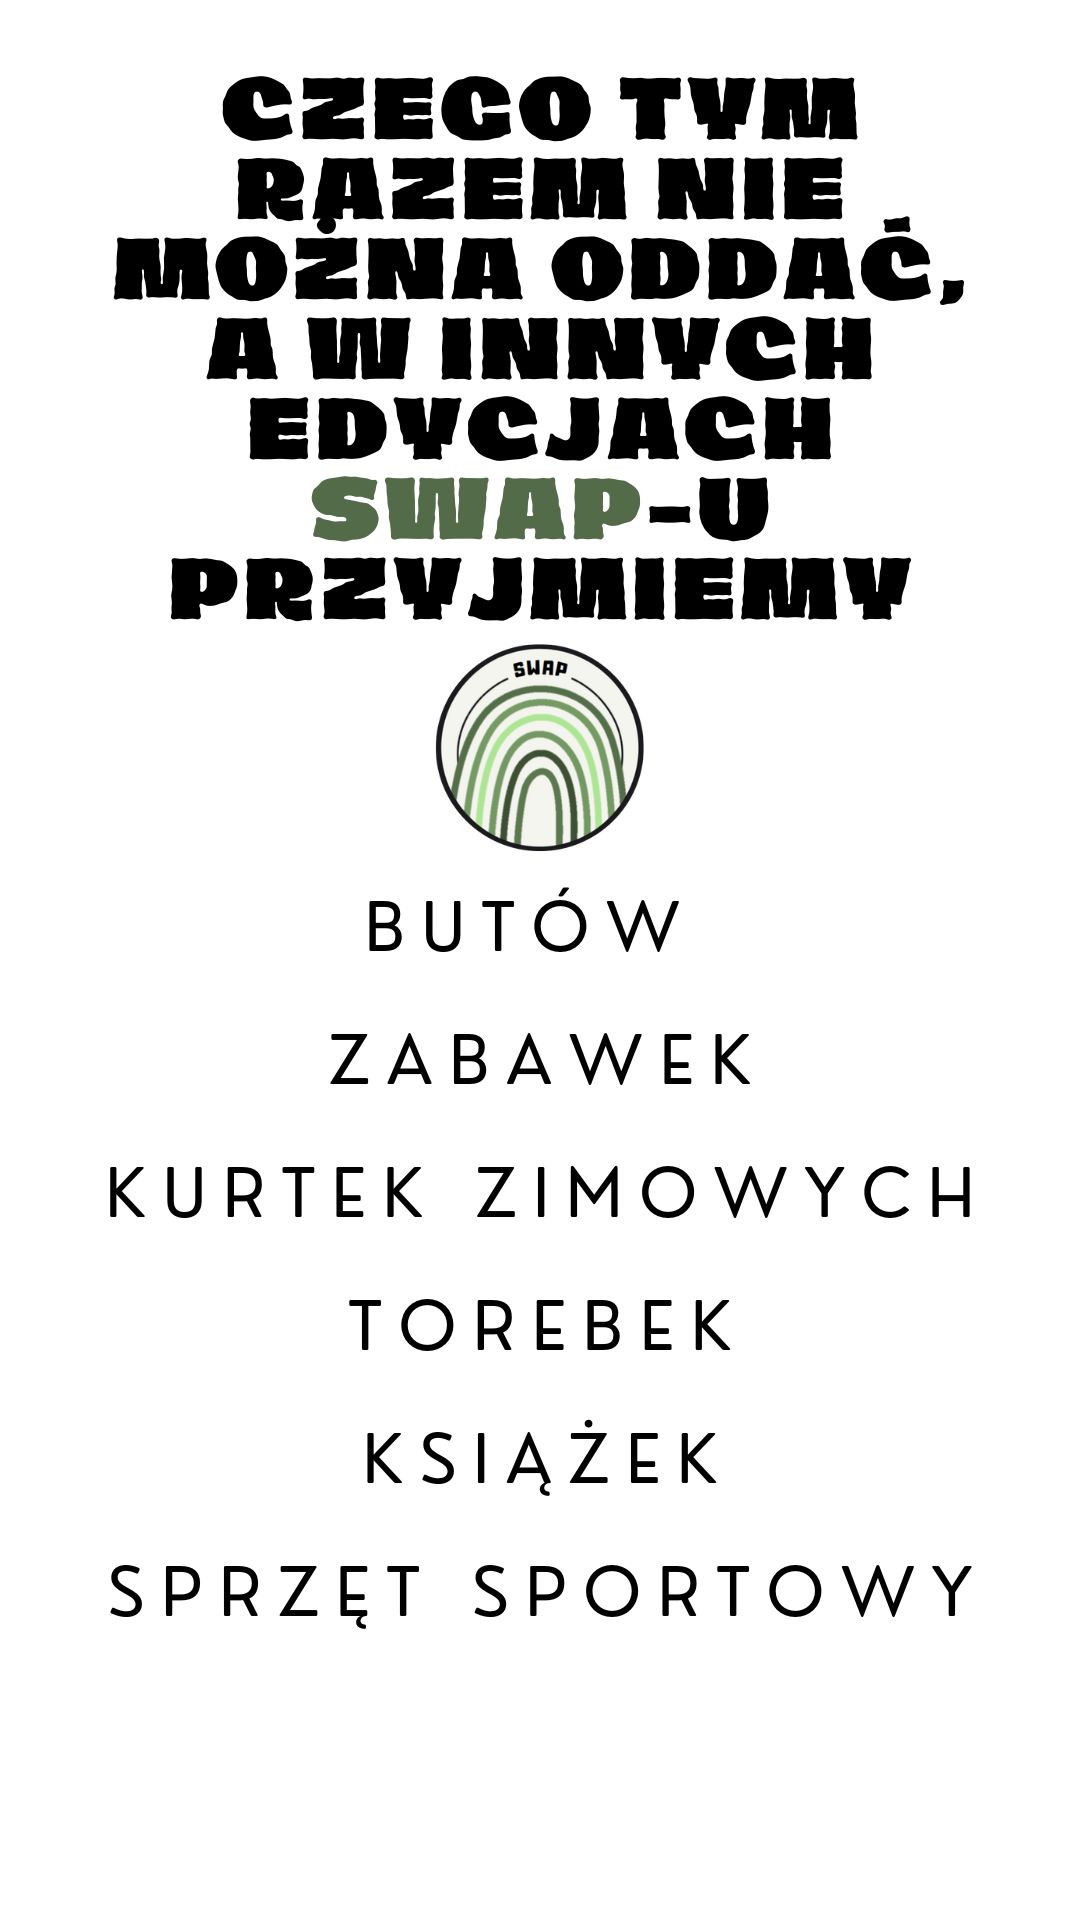 CZEGO TYM
RAZEM NIE
MOŻNA ODDAĆ,
A W INNYCH
EDYCJACH
SWAP-U
PRZYJMIEMY
SWAP
BUTÓW
ZABAWEK
KURTEK ZIMOWYCH
TOREBEK
KSIĄŻEK
SPRZĘT SPORTOWY